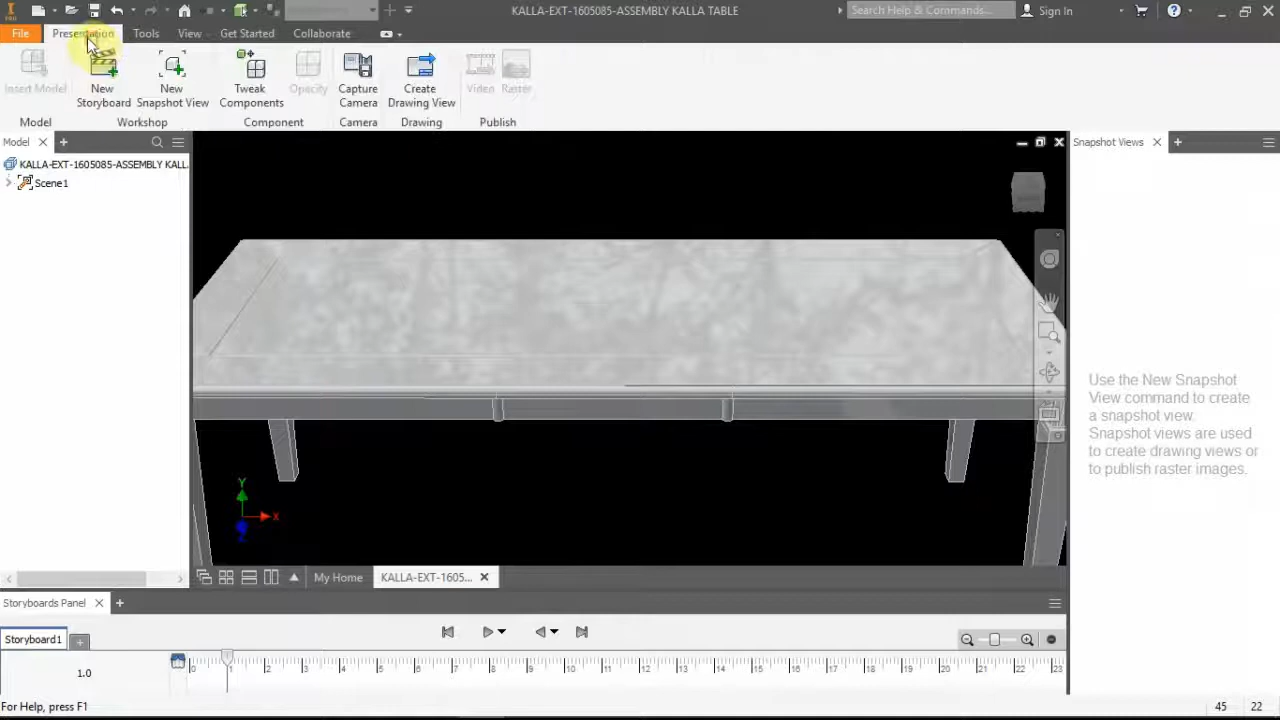 KALLA-EXT-1605085-ASSEMBLY KALLA TABLE
Search Help & Commands...
Sign In
File
Presentation
Tools
View
Get Started
Collaborate
Insert Model
New Storyboard
New Snapshot View
Tweak Components
Opacity
Capture Camera
Create Drawing View
Video
Raster
Model
Workshop
Component
Camera
Drawing
Publish
Model
Snapshot Views
KALLA-EXT-1605085-ASSEMBLY KALL
Scene1
Use the New Snapshot
View command to create
a snapshot view.
Snapshot views are used
to create drawing views or
to publish raster images.
Y
X
My Home
KALLA-EXT-1605...
Storyboards Panel
Storyboard1
1.0
0 1 2 3 4 5 6 7 8 9 10 11 12 13 14 15 16 17 18 19 20 21 22 23
For Help, press F1
45 22